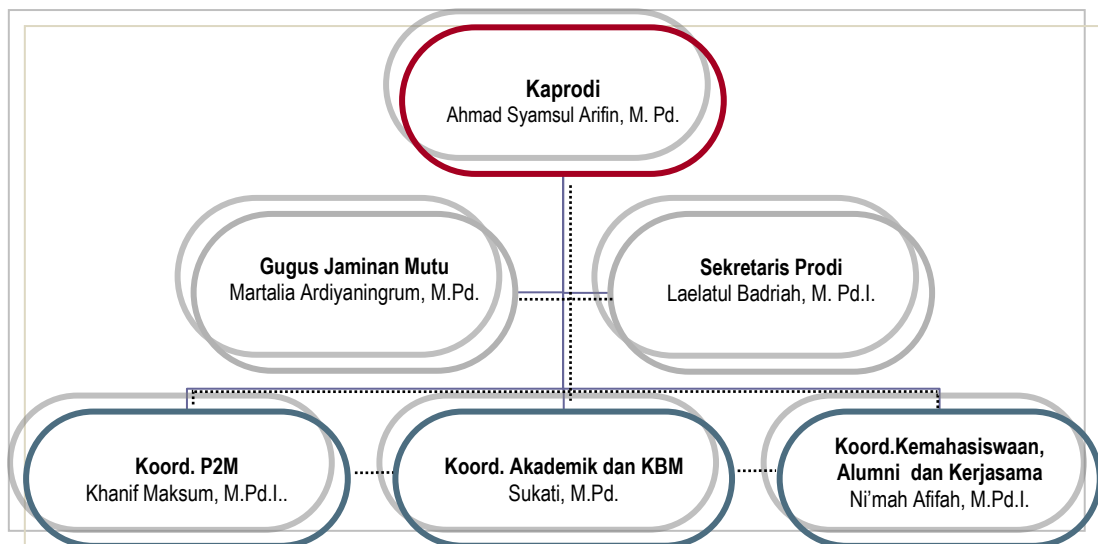 Kaprodi
Ahmad Syamsul Arifin, M. Pd.
Gugus Jaminan Mutu
Martalia Ardiyaningrum, M.Pd.
Sekretaris Prodi
Laelatul Badriah, M. Pd.I.
Koord. P2M
Khanif Maksum, M.Pd.I..
Koord. Akademik dan KBM
Sukati, M.Pd.
Koord.Kemahasiswaan,
Alumni dan Kerjasama
Ni’mah Afifah, M.Pd.I.